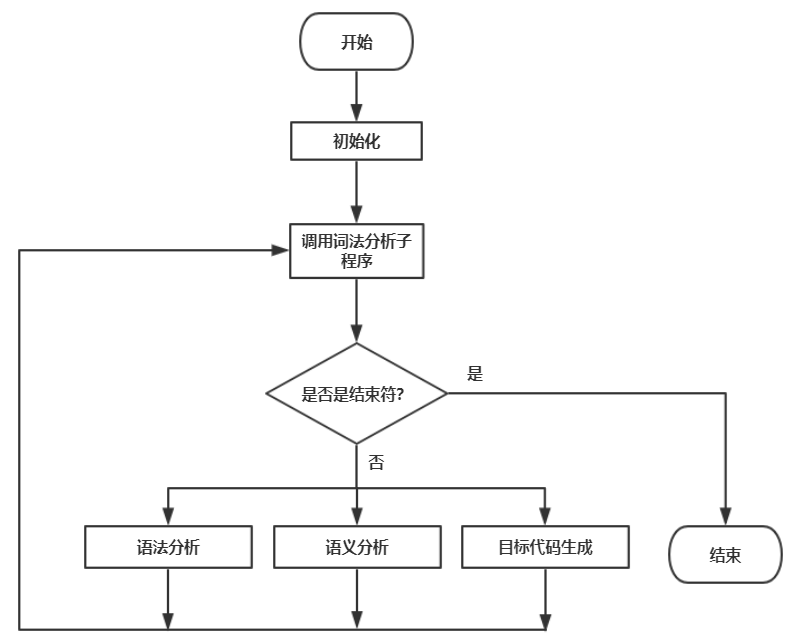 开始
初始化
调用词法分析子
程序
是否是结束符?
是
否
语法分析
语义分析
目标代码生成
结束